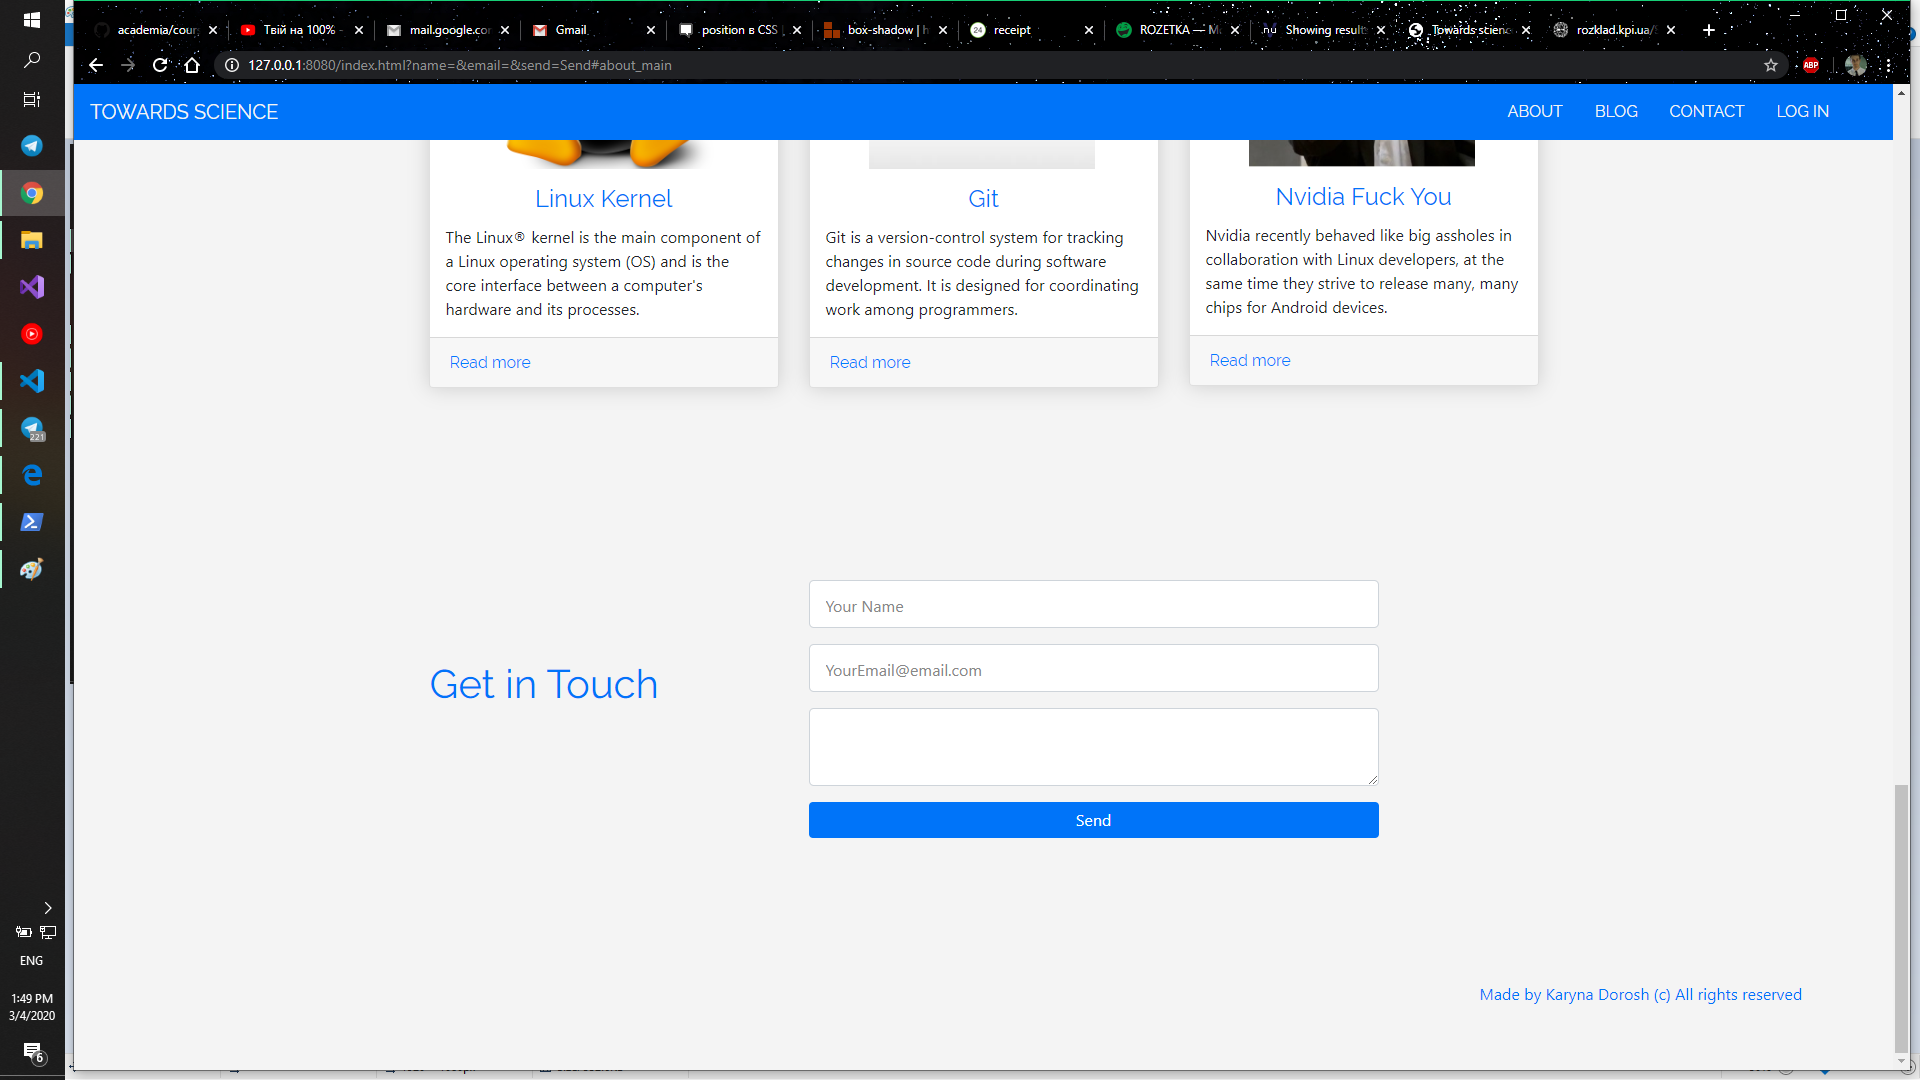 academia/cour
Твій на 100% -
mail.google.co
Gmail
position в CSS
box-shadow | h
receipt
ROZETKA — M
Showing result
Towards scienc
rozklad.kpi.ua/
127.0.0.1:8080/index.html?name=&email=&send=Send#about_main
ABP
TOWARDS SCIENCE
ABOUT
BLOG
CONTACT
LOG IN
Linux Kernel
The Linux® kernel is the main component of
a Linux operating system (OS) and is the
core interface between a computer's
hardware and its processes.
Read more
Git
Git is a version-control system for tracking
changes in source code during software
development. It is designed for coordinating
work among programmers.
Read more
Nvidia Fuck You
Nvidia recently behaved like big assholes in
collaboration with Linux developers, at the
same time they strive to release many, many
chips for Android devices.
Read more
Get in Touch
Your Name
YourEmail@email.com
Send
Made by Karyna Dorosh (c) All rights reserved
221
ENG
1:49 PM
3/4/2020
6